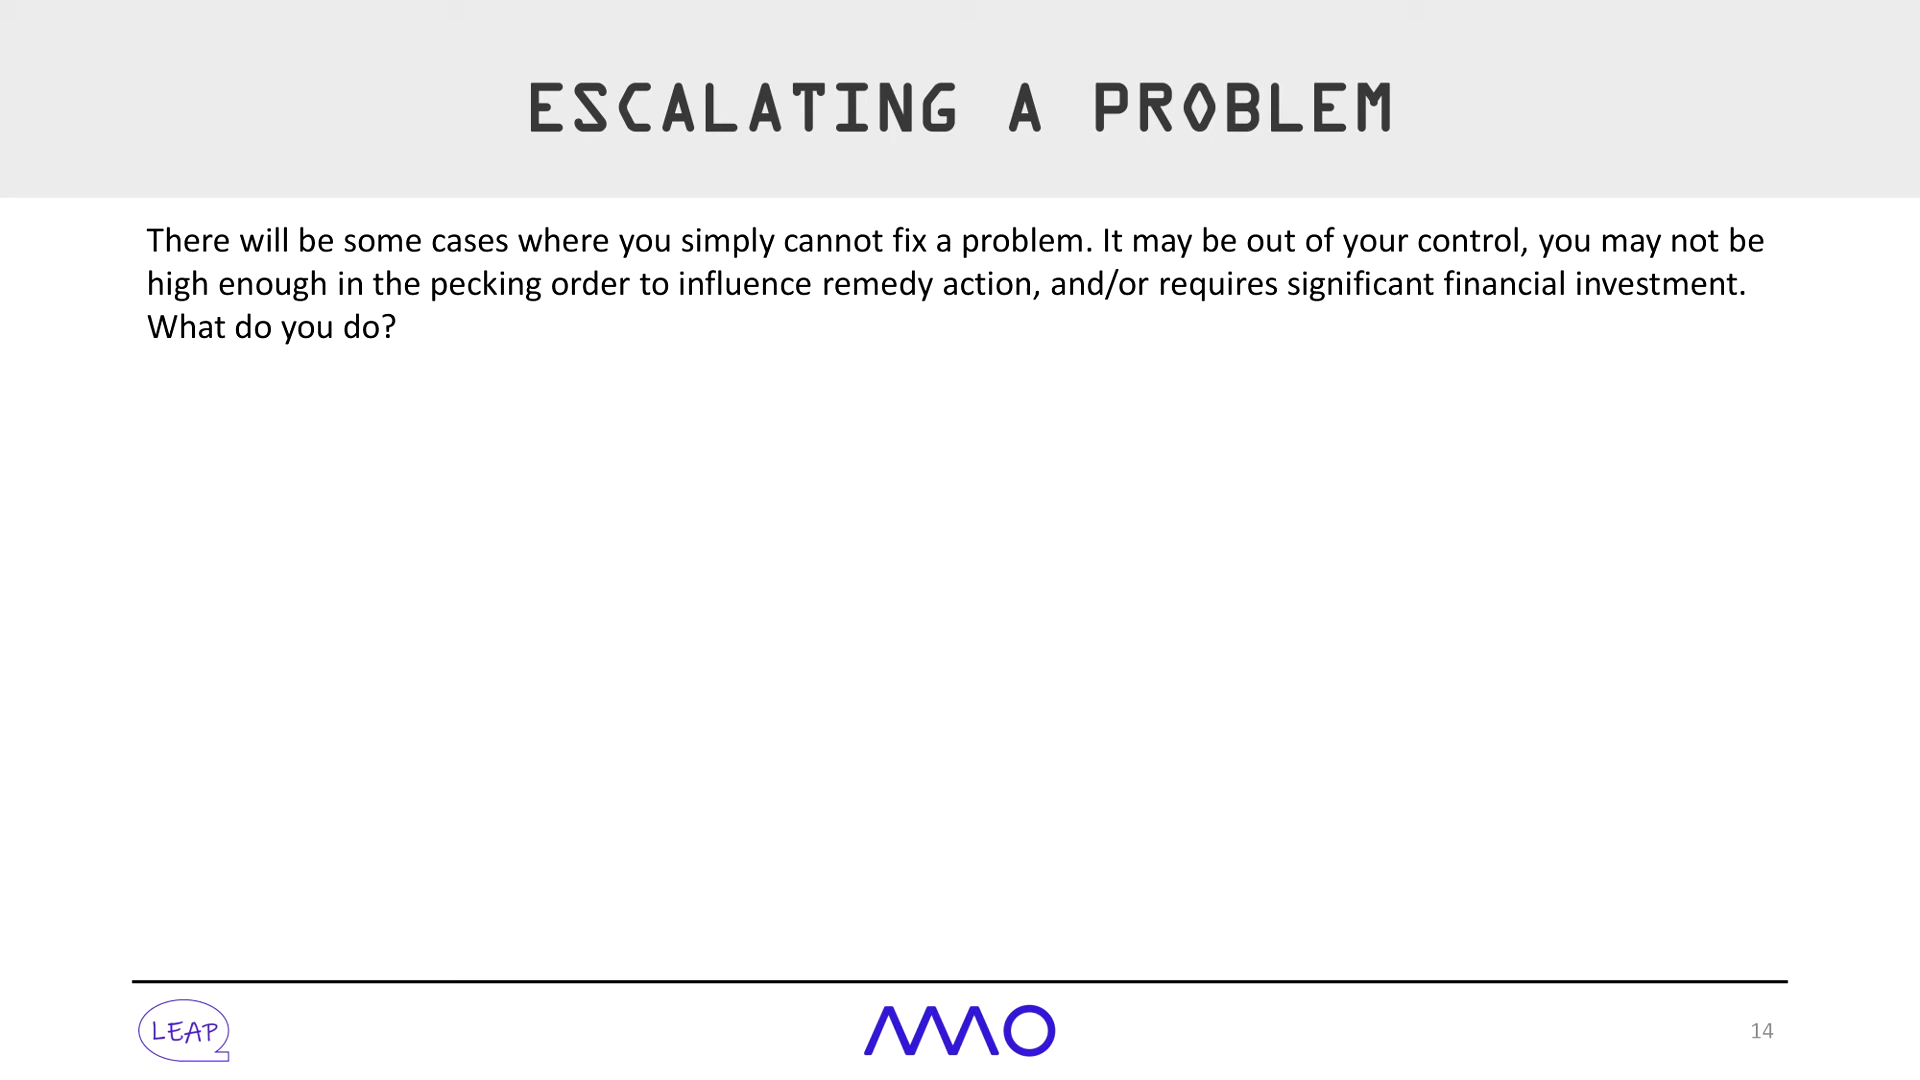 ESCALATING A PROBLEM
There will be some cases where you simply cannot fix a problem. It may be out of your control, you may not be
high enough in the pecking order to influence remedy action, and/or requires significant financial investment.
What do you do?
LEAP
14